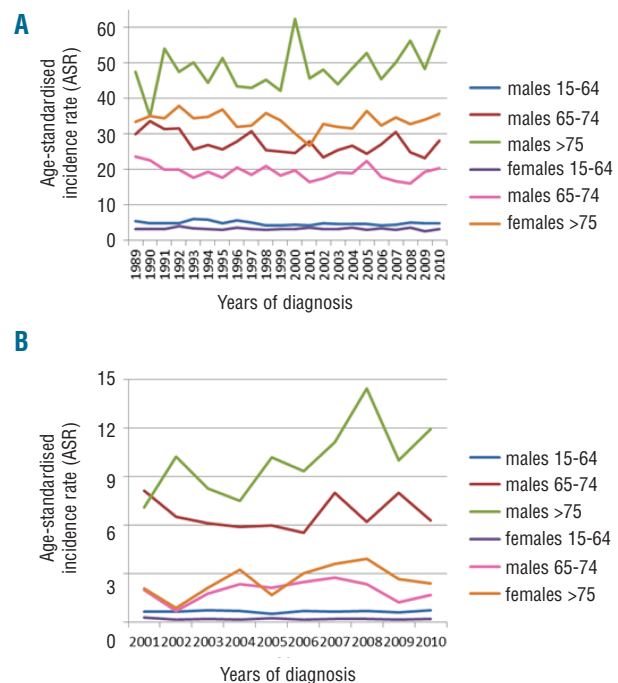 A
Age-standardised
incidence rate (ASR)
60
50
40
30
20
10
0
1989
1990
1991
1992
1993
1994
1995
1996
1997
1998
1999
2000
2001
2002
2003
2004
2005
2006
2007
2008
2009
2010
Years of diagnosis
males 15-64
males 65-74
males >75
females 15-64
males 65-74
females >75
B
Age-standardised
incidence rate (ASR)
15
12
9
6
3
0
2001 2002 2003 2004 2005 2006 2007 2008 2009 2010
Years of diagnosis
males 15-64
males 65-74
males >75
females 15-64
males 65-74
females >75